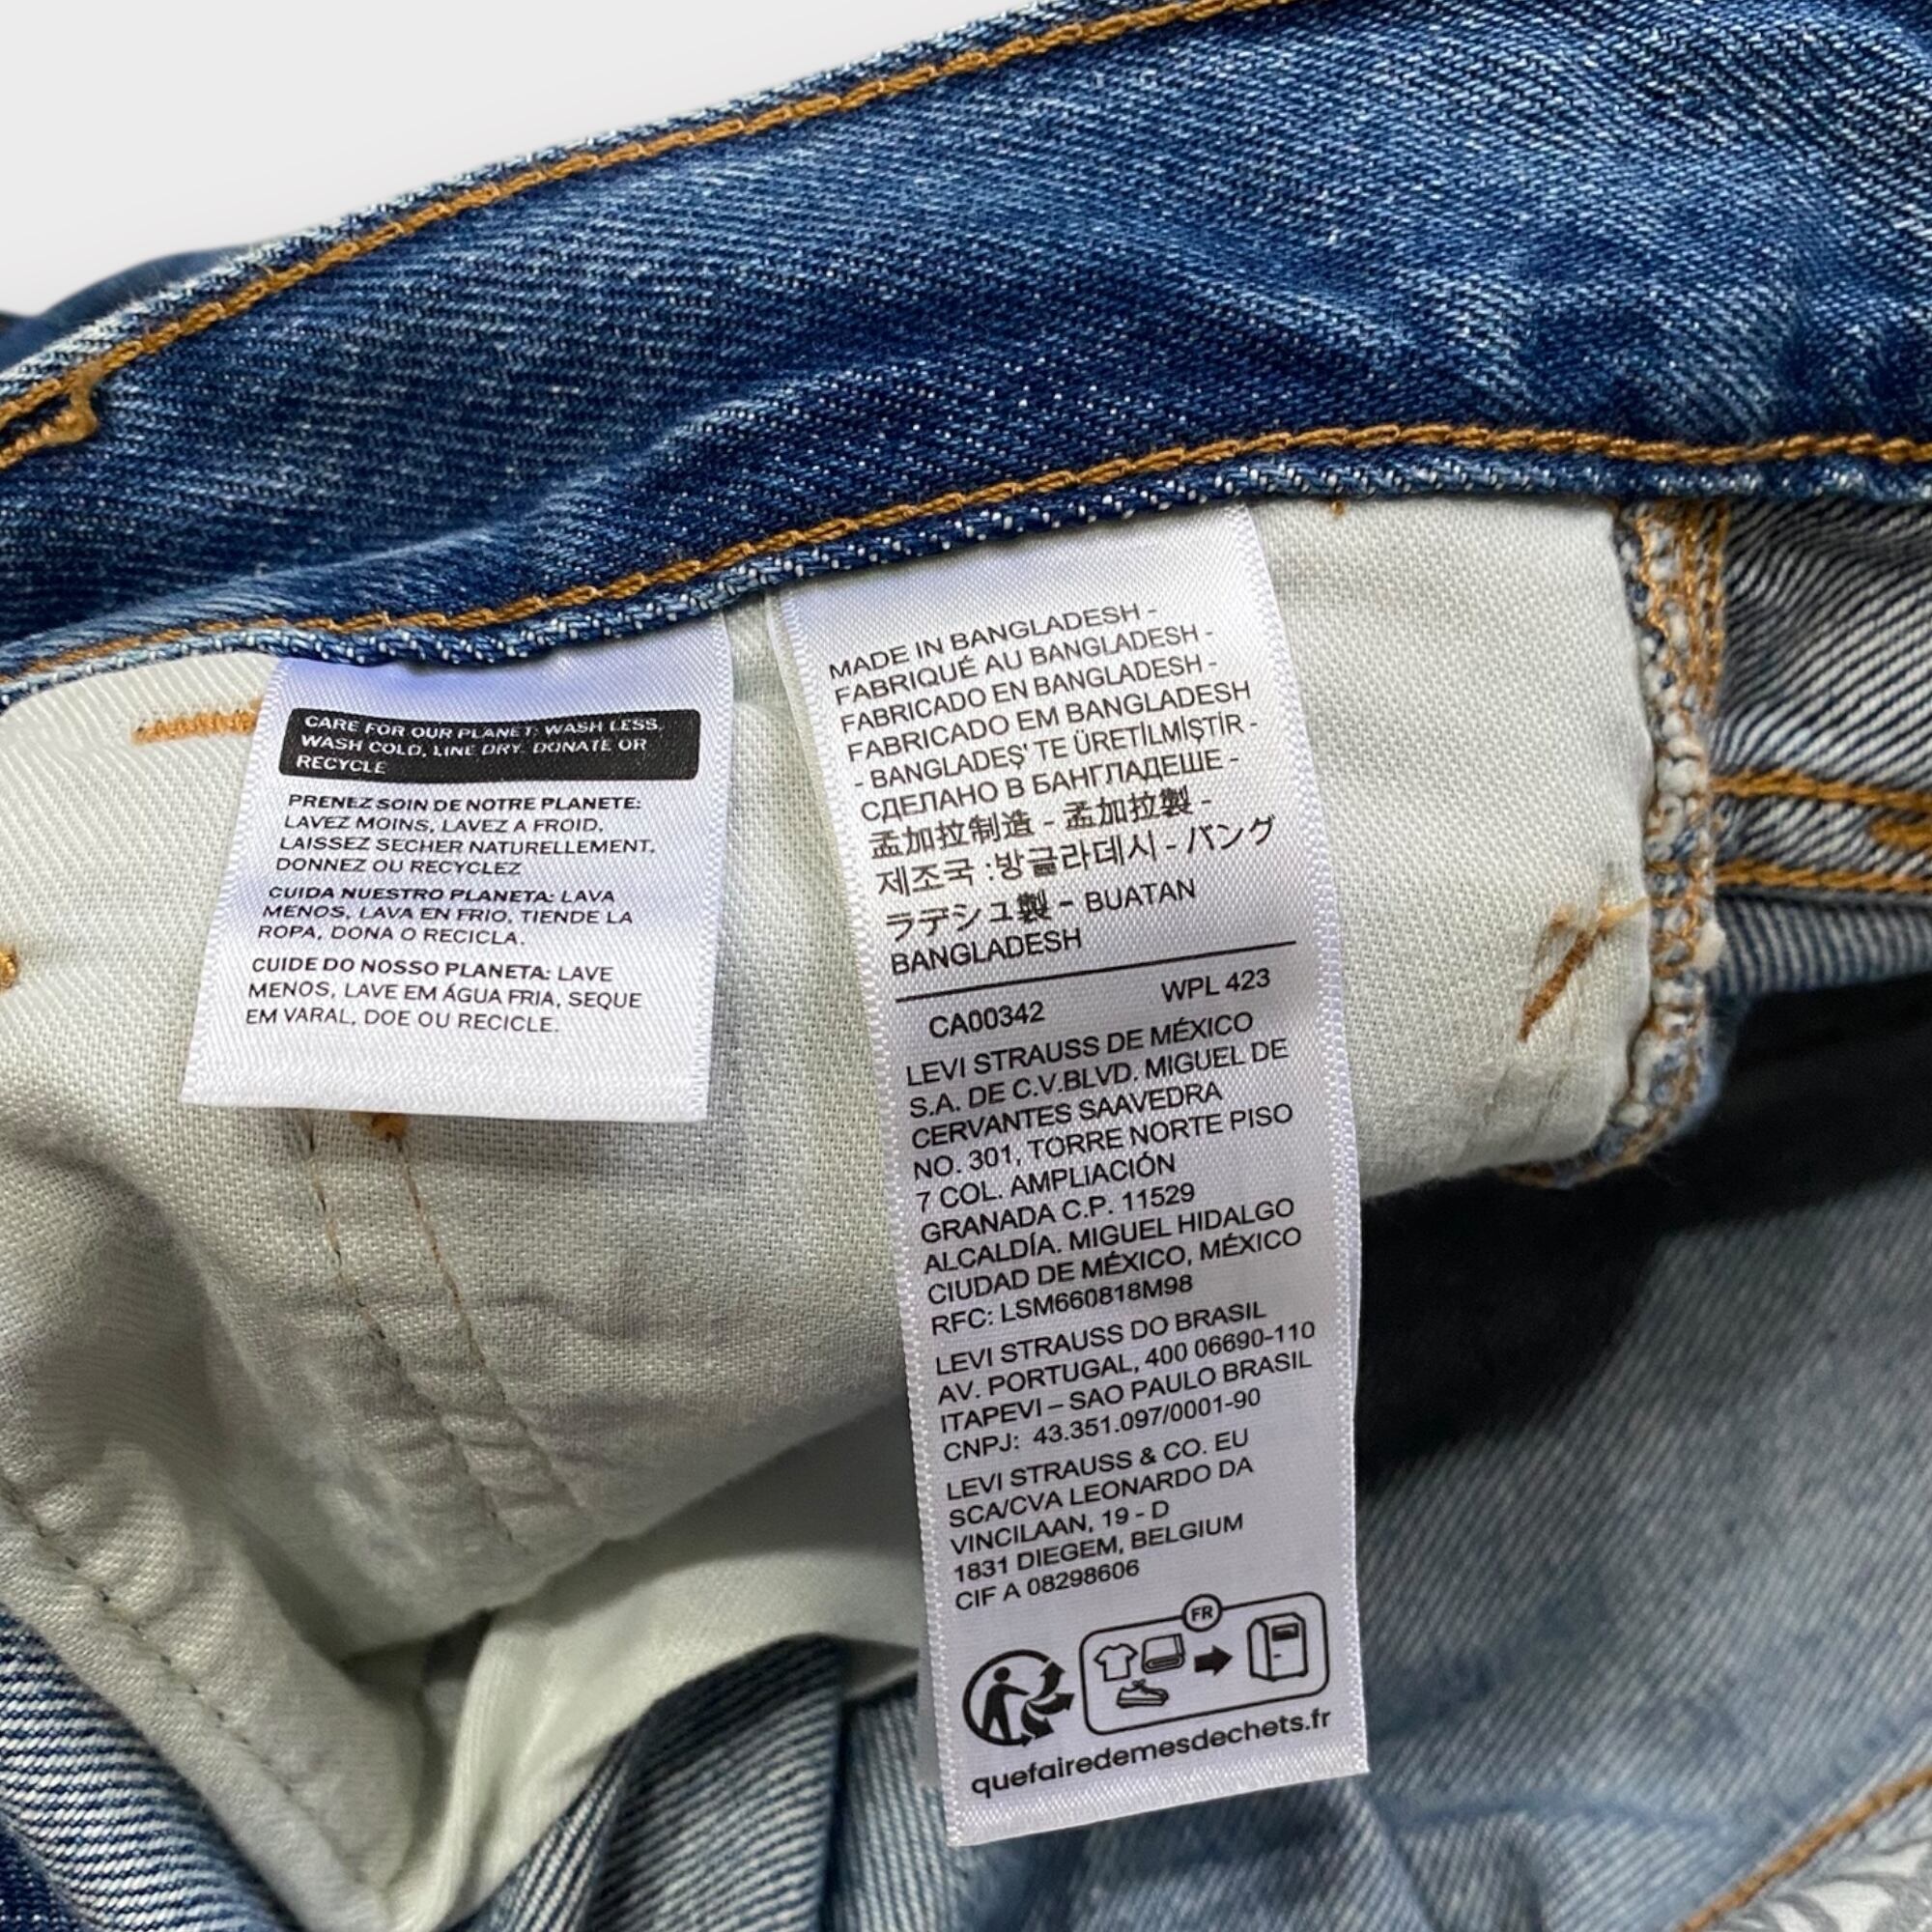 CARE FOR OUR PLANET: WASH LESS,
WASH COLD, LINE DRY, DONATE OR
RECYCLE
PRENEZ SOIN DE NOTRE PLANETE:
LAVEZ MOINS, LAVEZ A FROID,
LAISSEZ SECHER NATURELLEMENT,
DONNEZ OU RECYCLEZ
CUIDA NUESTRO PLANETA: LAVA
MENOS, LAVA EN FRIO, TIENDE LA
ROPA, DONA O RECICLA.
CUIDE DO NOSSO PLANETA: LAVE
MENOS, LAVE EM ÁGUA FRIA, SEQUE
EM VARAL, DOE OU RECICLE.
MADE IN BANGLADESH -
FABRIQUÉ AU BANGLADESH -
FABRICADO EN BANGLADESH -
FABRICADO EM BANGLADESH
- BANGLADEŞ' TE ÜRETİLMİŞTİR -
СДЕЛАНО В БАНГЛАДЕШЕ -
孟加拉制造 - 孟加拉製 -
제조국 :방글라데시 - バング
ラデシュ製 - BUATAN
BANGLADESH
CA00342 WPL 423
LEVI STRAUSS DE MÉXICO
S.A. DE C.V.BLVD. MIGUEL DE
CERVANTES SAAVEDRA
NO. 301, TORRE NORTE PISO
7 COL. AMPLIACIÓN
GRANADA C.P. 11529
ALCALDÍA. MIGUEL HIDALGO
CIUDAD DE MÉXICO, MÉXICO
RFC: LSM660818M98
LEVI STRAUSS DO BRASIL
AV. PORTUGAL, 400 06690-110
ITAPEVI – SAO PAULO BRASIL
CNPJ: 43.351.097/0001-90
LEVI STRAUSS & CO. EU
SCA/CVA LEONARDO DA
VINCILAAN, 19 - D
1831 DIEGEM, BELGIUM
CIF A 08298606
FR
quefairedemesdechets.fr